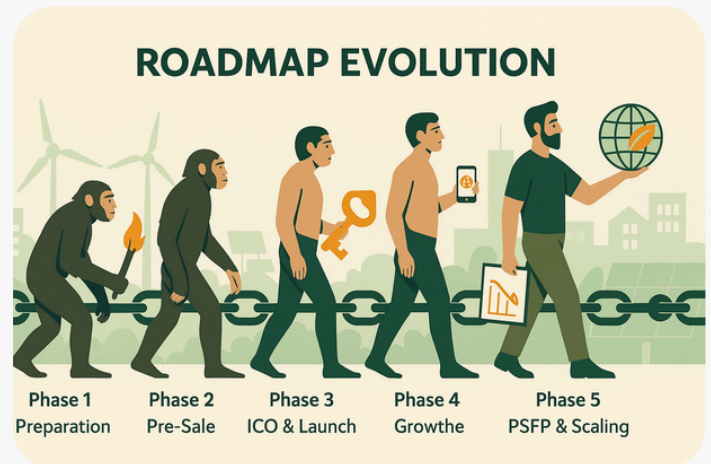 ROADMAP EVOLUTION
Phase 1
Preparation
Phase 2
Pre-Sale
Phase 3
ICO & Launch
Phase 4
Growthe
Phase 5
PSFP & Scaling